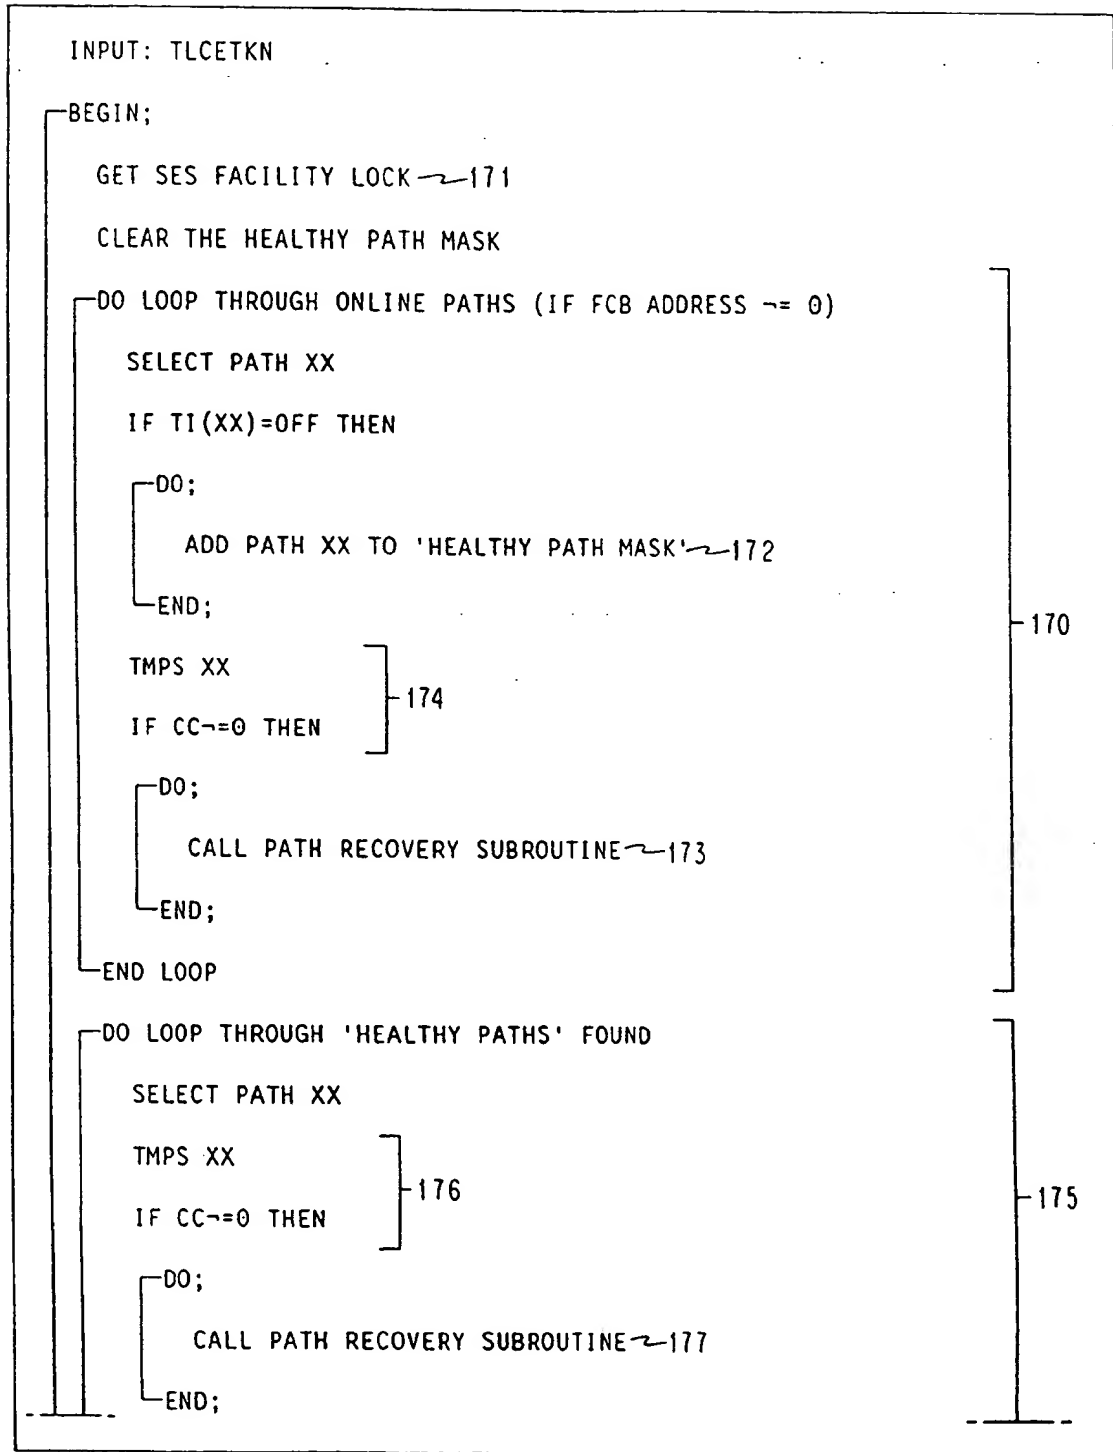 INPUT: TLCETKN
BEGIN;
GET SES FACILITY LOCK 171
CLEAR THE HEALTHY PATH MASK
DO LOOP THROUGH ONLINE PATHS (IF FCB ADDRESS ¬= 0)
SELECT PATH XX
IF TI(XX)=OFF THEN
DO;
ADD PATH XX TO 'HEALTHY PATH MASK' 172
END;
170
TMPS XX
174
IF CC¬=0 THEN
DO;
CALL PATH RECOVERY SUBROUTINE 173
END;
END LOOP
DO LOOP THROUGH 'HEALTHY PATHS' FOUND
SELECT PATH XX
TMPS XX
176
175
IF CC¬=0 THEN
DO;
CALL PATH RECOVERY SUBROUTINE 177
END;